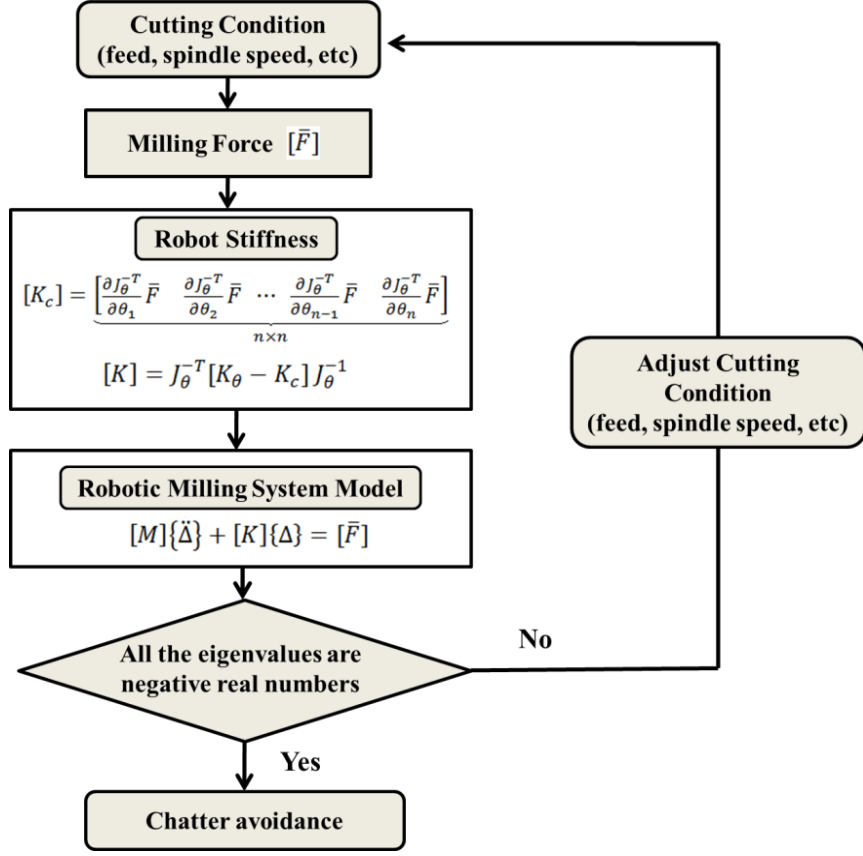 Cutting Condition
(feed, spindle speed, etc)
Milling Force [F̄]
Robot Stiffness
[K_c] = [∂J_θ^{-T}/∂θ_1 F̄ ∂J_θ^{-T}/∂θ_2 F̄ ⋯ ∂J_θ^{-T}/∂θ_{n-1} F̄ ∂J_θ^{-T}/∂θ_n F̄]
n×n
[K] = J_θ^{-T}[K_θ − K_c] J_θ^{-1}
Robotic Milling System Model
[M]{Δ̈} + [K]{Δ} = [F̄]
All the eigenvalues are
negative real numbers
No
Yes
Chatter avoidance
Adjust Cutting
Condition
(feed, spindle speed, etc)